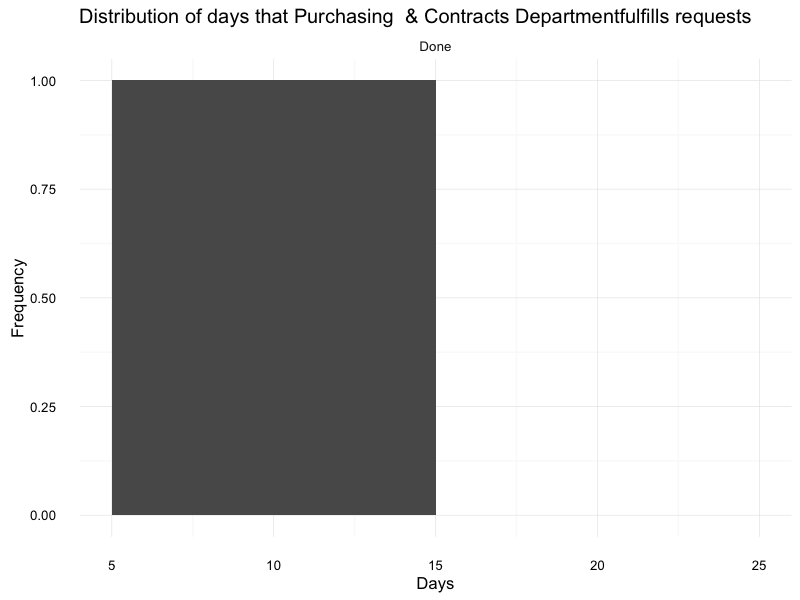 Distribution of days that Purchasing  & Contracts Departmentfulfills requests
Done
1.00
0.75
0.50
0.25
0.00
Frequency
5 10 15 20 25
Days